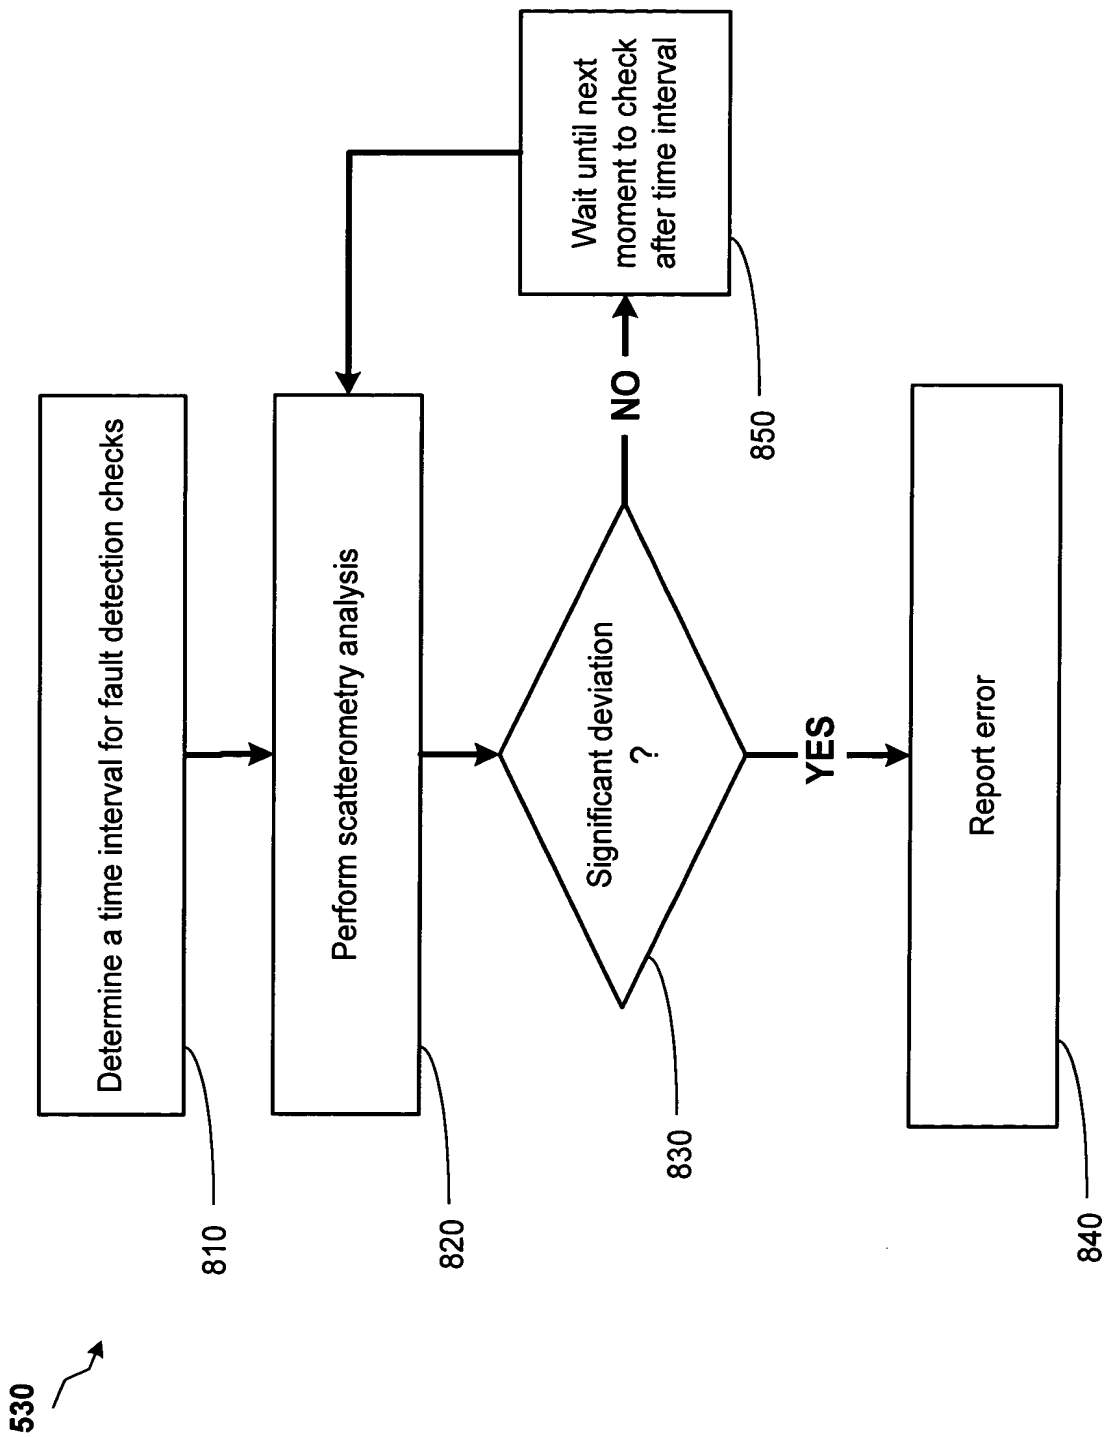 530
Determine a time interval for fault detection checks
810
Perform scatterometry analysis
820
Significant deviation
?
830
NO
Wait until next
moment to check
after time interval
850
YES
Report error
840